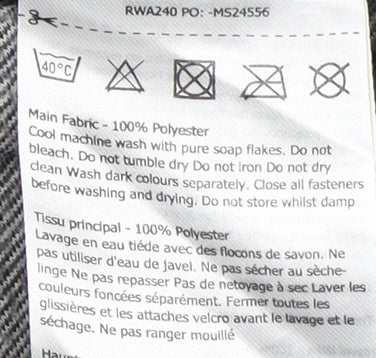 RWA240 PO: -MS24556
40°C
Main Fabric - 100% Polyester
Cool machine wash with pure soap flakes. Do not
bleach. Do not tumble dry Do not iron Do not dry
clean Wash dark colours separately. Close all fasteners
before washing and drying. Do not store whilst damp
Tissu principal - 100% Polyester
Lavage en eau tiéde avec des flocons de savon. Ne
pas utiliser d'eau de javel. Ne pas sécher au sèche-
linge Ne pas repasser Pas de netoyage à sec Laver les
couleurs foncées séparément. Fermer toutes les
glissières et les attaches velcro avant le lavage et le
séchage. Ne pas ranger mouillé